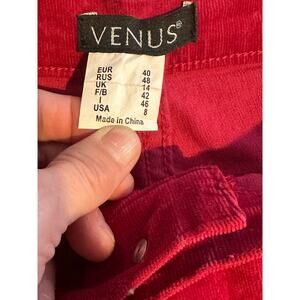 VENUS®
EUR 40
RUS 48
UK 14
F/B 42
I 46
USA 8
Made in China